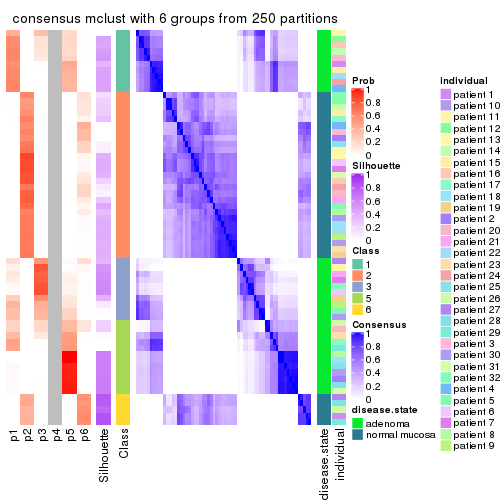 consensus mclust with 6 groups from 250 partitions
p1
p2
p3
p4
p5
p6
Silhouette
Class
disease.state
individual
Prob
1
0.8
0.6
0.4
0.2
0
Silhouette
1
0.8
0.6
0.4
0.2
0
Class
1
2
3
5
6
Consensus
1
0.8
0.6
0.4
0.2
0
disease.state
adenoma
normal mucosa
individual
patient 1
patient 10
patient 11
patient 12
patient 13
patient 14
patient 15
patient 16
patient 17
patient 18
patient 19
patient 2
patient 20
patient 21
patient 22
patient 23
patient 24
patient 25
patient 26
patient 27
patient 28
patient 29
patient 3
patient 30
patient 31
patient 32
patient 4
patient 5
patient 6
patient 7
patient 8
patient 9